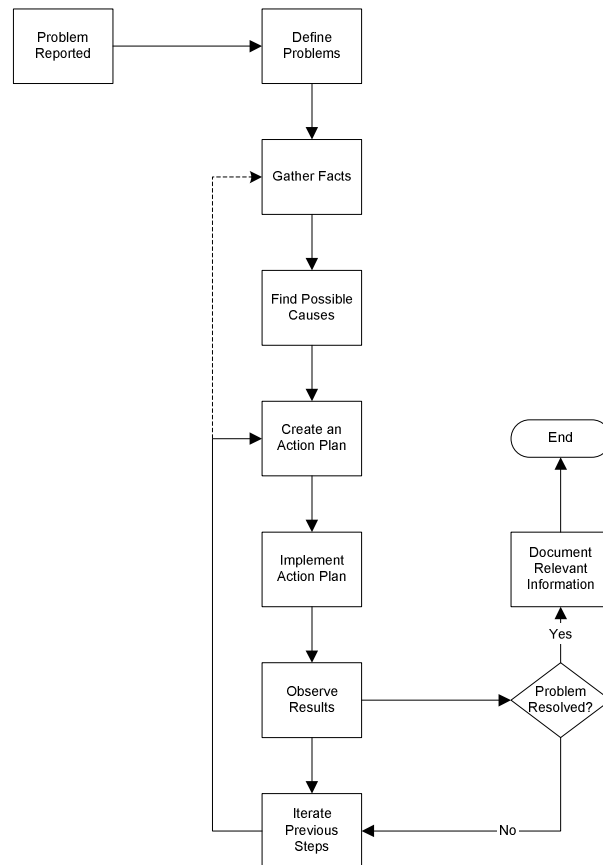 Problem
Reported
Define
Problems
Gather Facts
Find Possible
Causes
Create an
Action Plan
End
Implement
Action Plan
Document
Relevant
Information
Yes
Observe
Results
Problem
Resolved?
Iterate
Previous
Steps
No